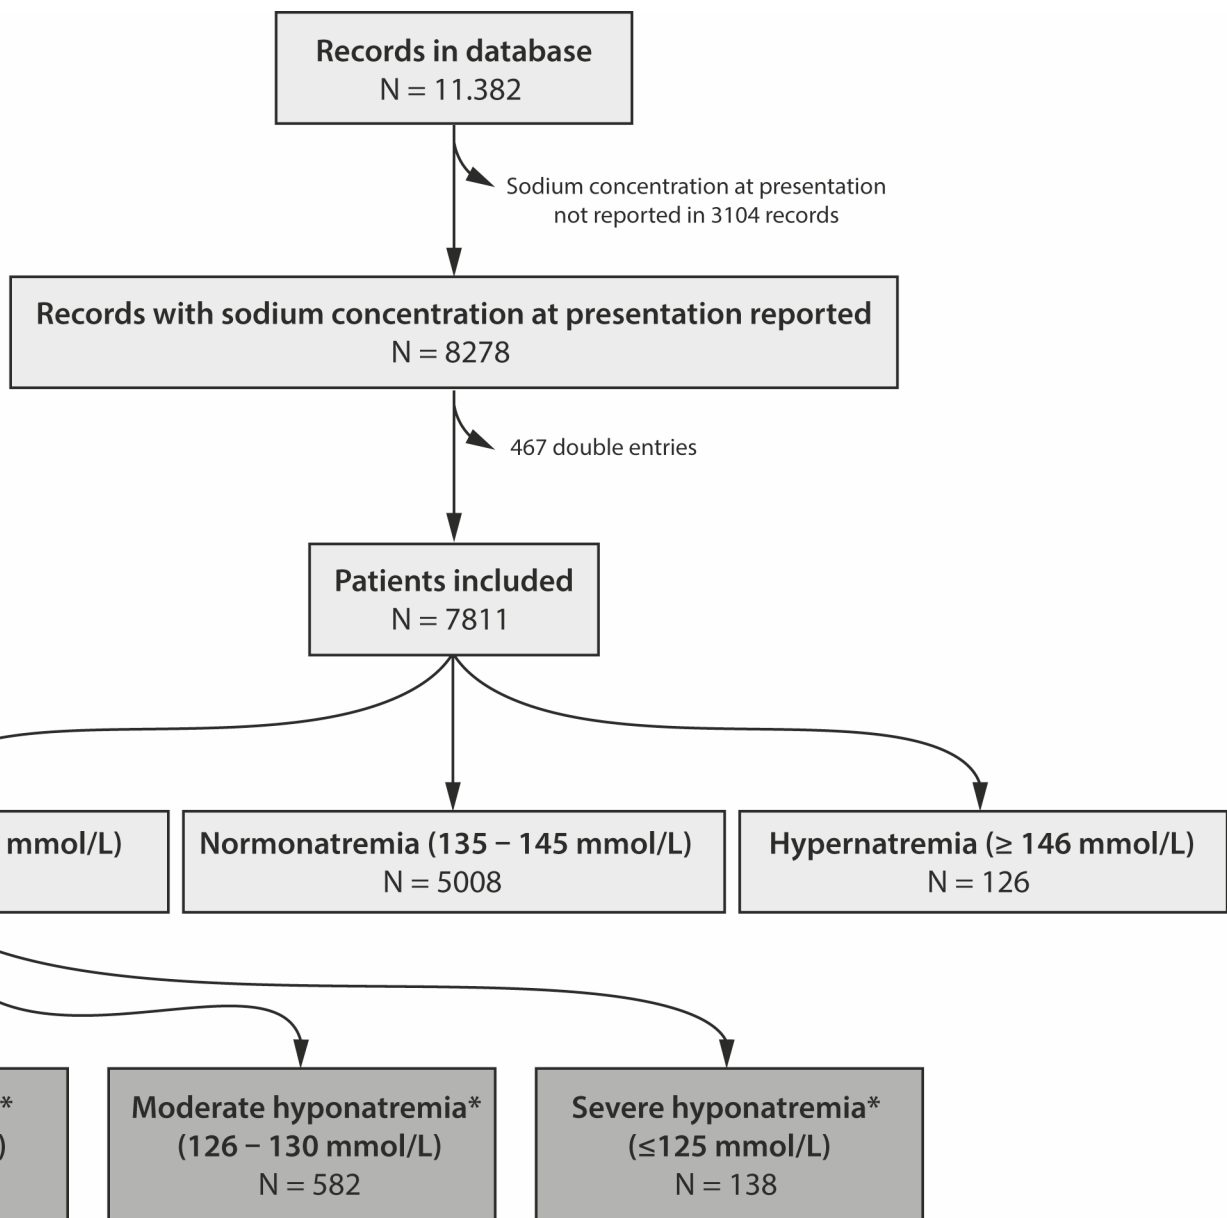 Records in database
N = 11.382
Sodium concentration at presentation
not reported in 3104 records
Records with sodium concentration at presentation reported
N = 8278
467 double entries
Patients included
N = 7811
mmol/L)
Normonatremia (135 – 145 mmol/L)
N = 5008
Hypernatremia (≥ 146 mmol/L)
N = 126
*
)
Moderate hyponatremia*
(126 – 130 mmol/L)
N = 582
Severe hyponatremia*
(≤125 mmol/L)
N = 138